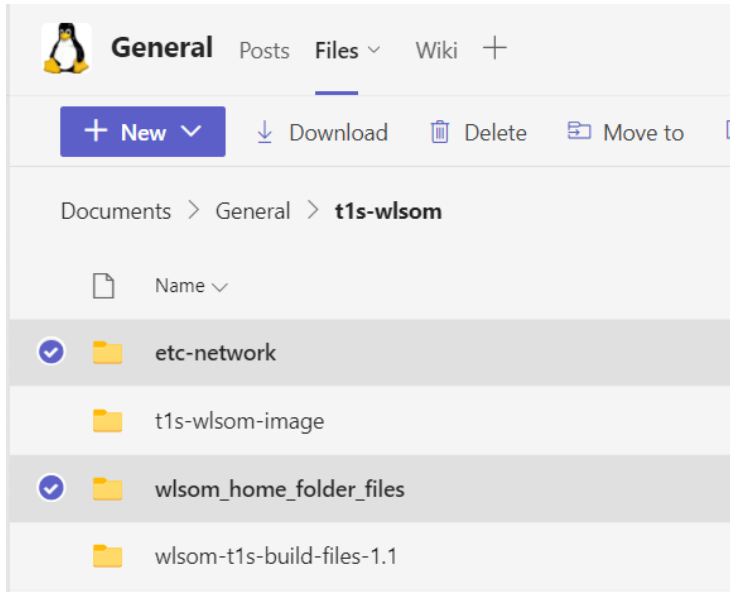 General Posts Files Wiki
New Download Delete Move to
Documents > General > t1s-wlsom
Name
etc-network
t1s-wlsom-image
wlsom_home_folder_files
wlsom-t1s-build-files-1.1